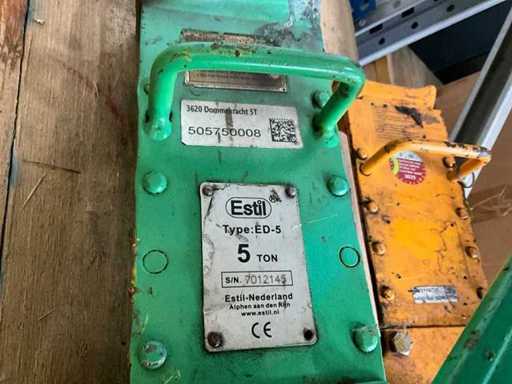 3620 Dommekracht 5T
505750008
Estil
Type:ED-5
5 TON
S/N. 7012145
Estil-Nederland
Alphen aan den Rijn
www.estil.nl
CE